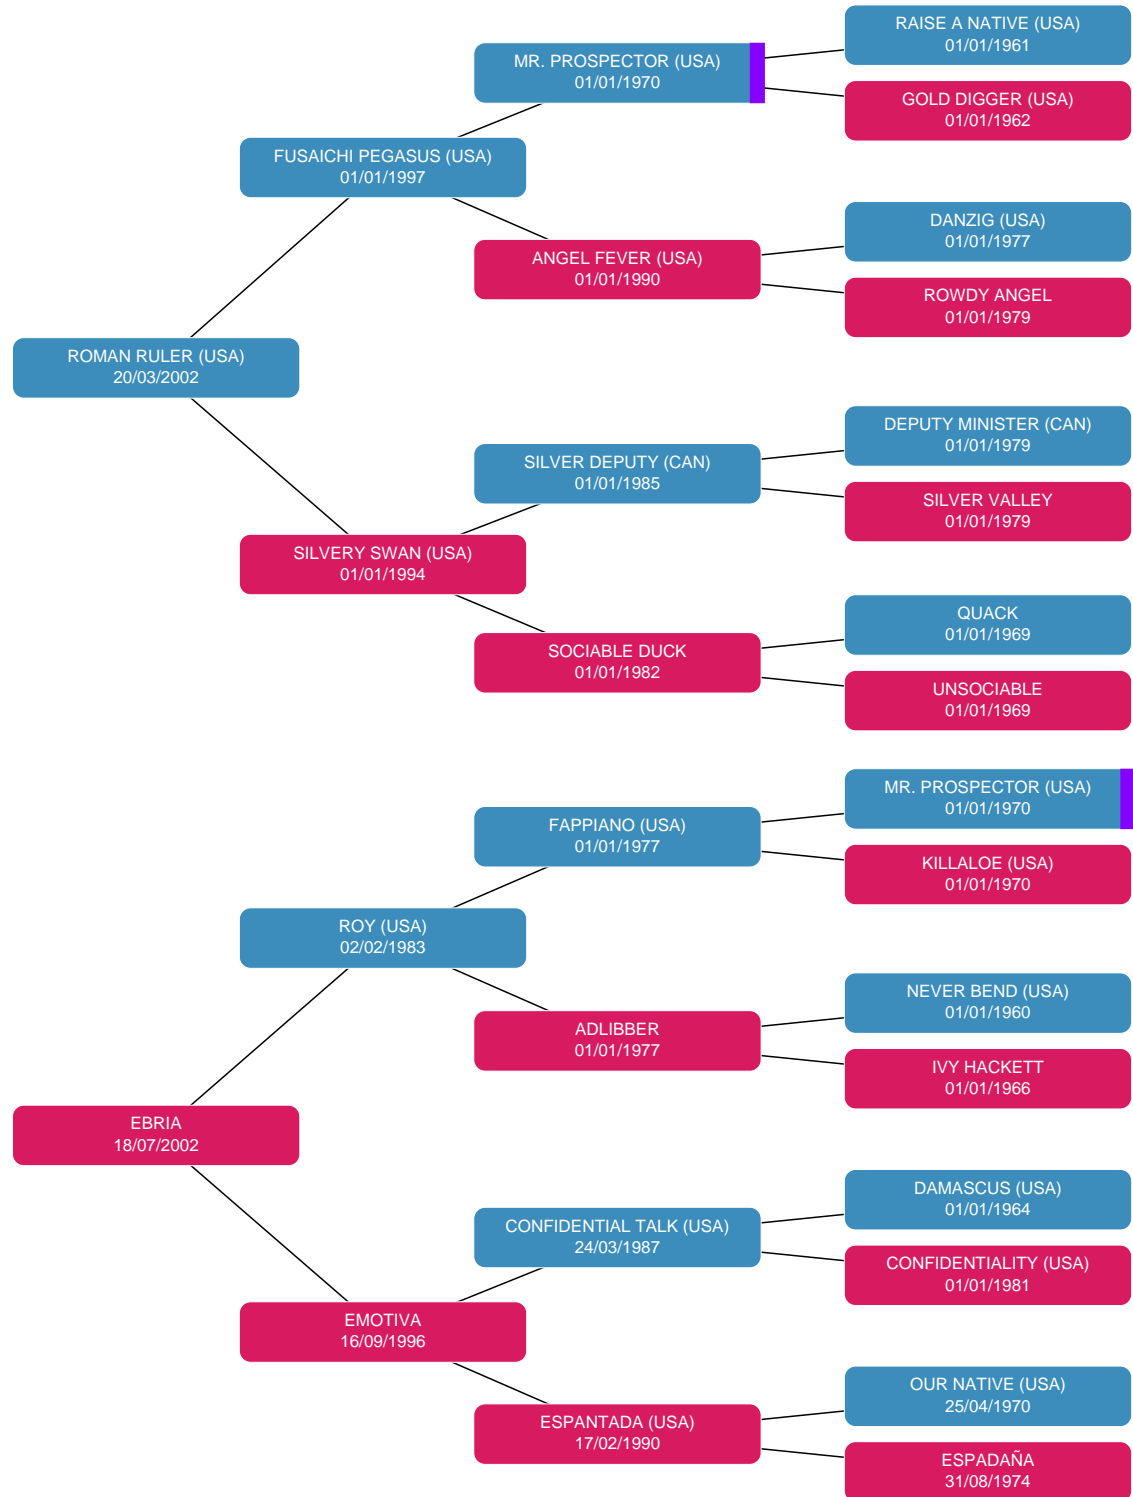 RAISE A NATIVE (USA)
01/01/1961
MR. PROSPECTOR (USA)
01/01/1970
GOLD DIGGER (USA)
01/01/1962
FUSAICHI PEGASUS (USA)
01/01/1997
DANZIG (USA)
01/01/1977
ANGEL FEVER (USA)
01/01/1990
ROWDY ANGEL
01/01/1979
ROMAN RULER (USA)
20/03/2002
DEPUTY MINISTER (CAN)
01/01/1979
SILVER DEPUTY (CAN)
01/01/1985
SILVER VALLEY
01/01/1979
SILVERY SWAN (USA)
01/01/1994
QUACK
01/01/1969
SOCIABLE DUCK
01/01/1982
UNSOCIABLE
01/01/1969
MR. PROSPECTOR (USA)
01/01/1970
FAPPIANO (USA)
01/01/1977
KILLALOE (USA)
01/01/1970
ROY (USA)
02/02/1983
NEVER BEND (USA)
01/01/1960
ADLIBBER
01/01/1977
IVY HACKETT
01/01/1966
EBRIA
18/07/2002
DAMASCUS (USA)
01/01/1964
CONFIDENTIAL TALK (USA)
24/03/1987
CONFIDENTIALITY (USA)
01/01/1981
EMOTIVA
16/09/1996
OUR NATIVE (USA)
25/04/1970
ESPANTADA (USA)
17/02/1990
ESPADAÑA
31/08/1974